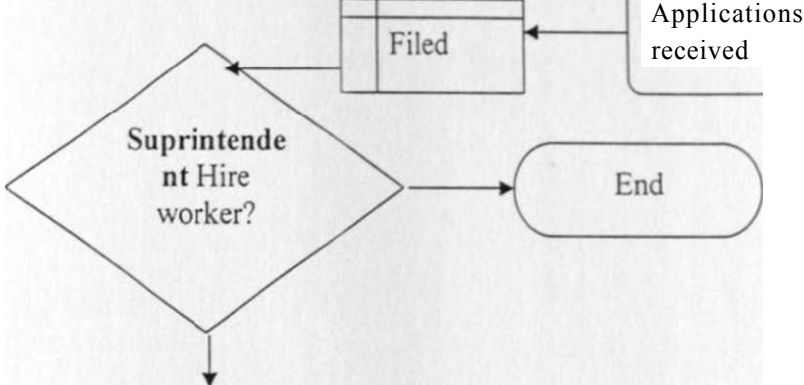 Applications
received
Filed
Suprintende
nt Hire
worker?
End